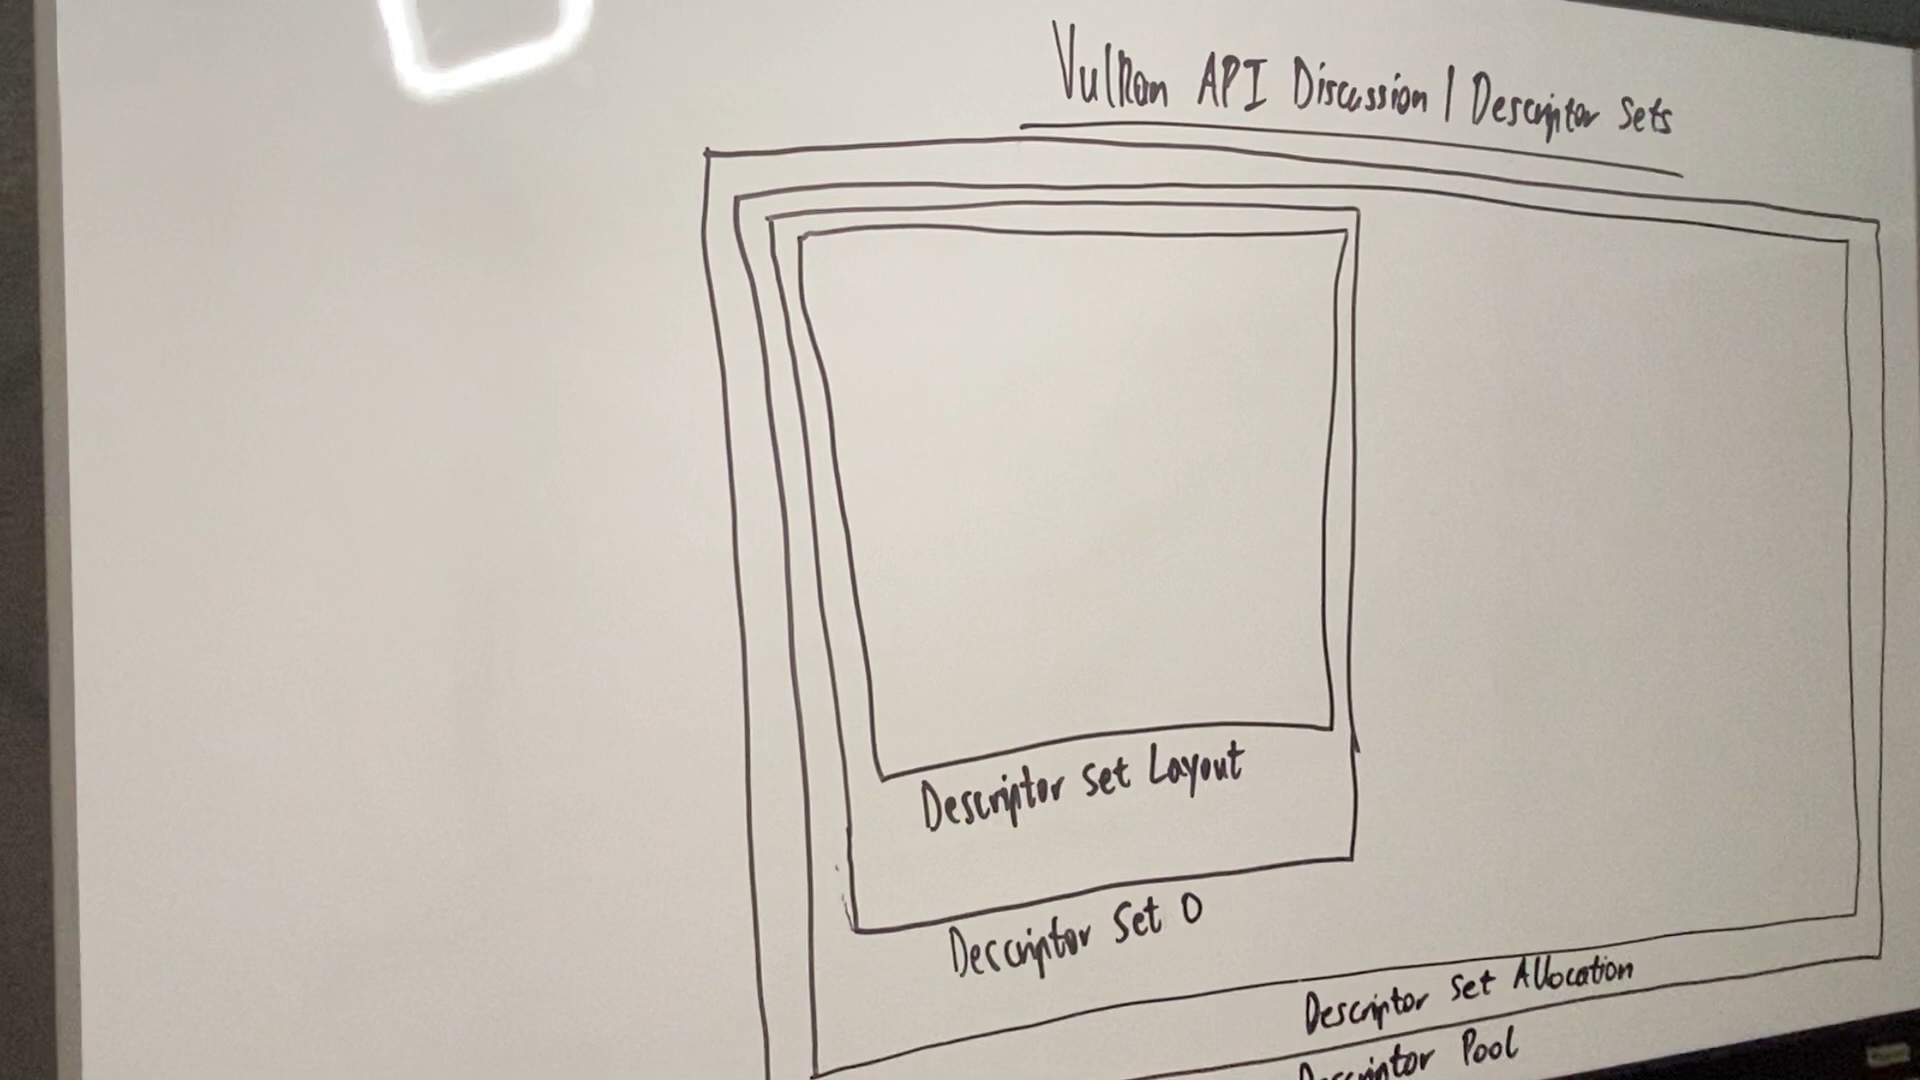 Vulkan API Discussion | Descriptor Sets
Descriptor Set Layout
Descriptor Set 0
Descriptor Set Allocation
Descriptor Pool